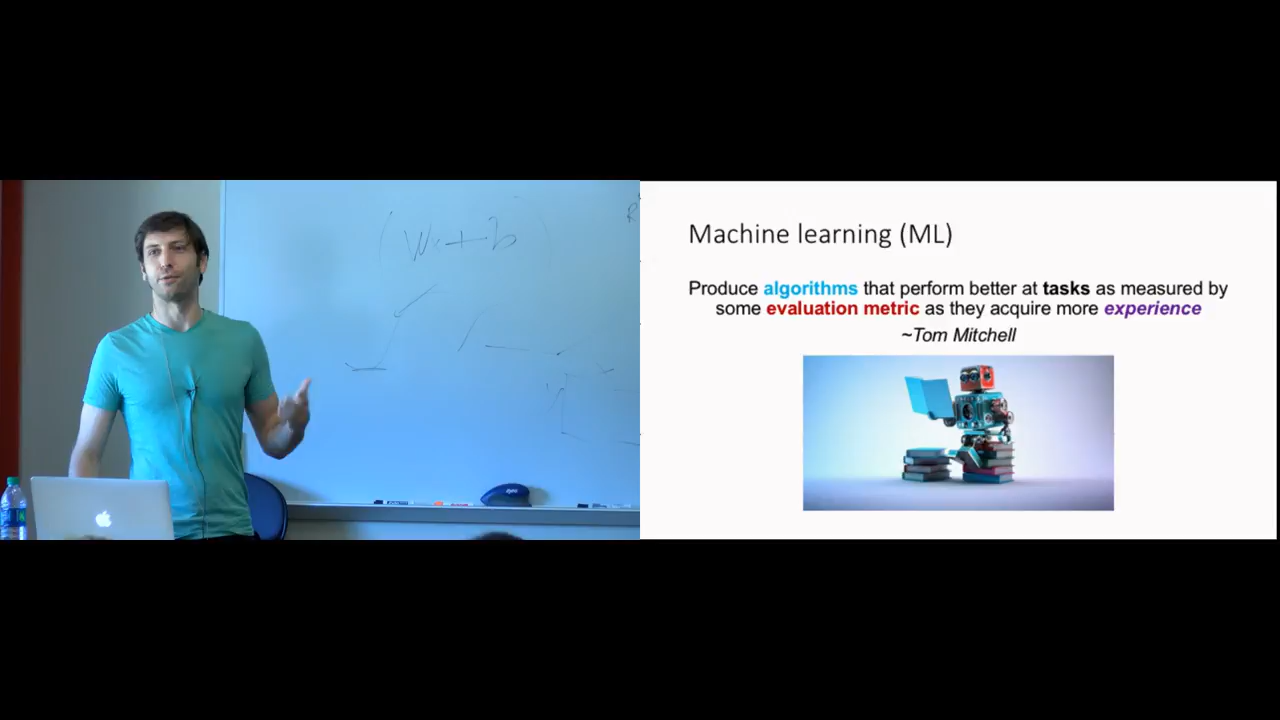 (W + b)
Machine learning (ML)
Produce algorithms that perform better at tasks as measured by
some evaluation metric as they acquire more experience
~Tom Mitchell